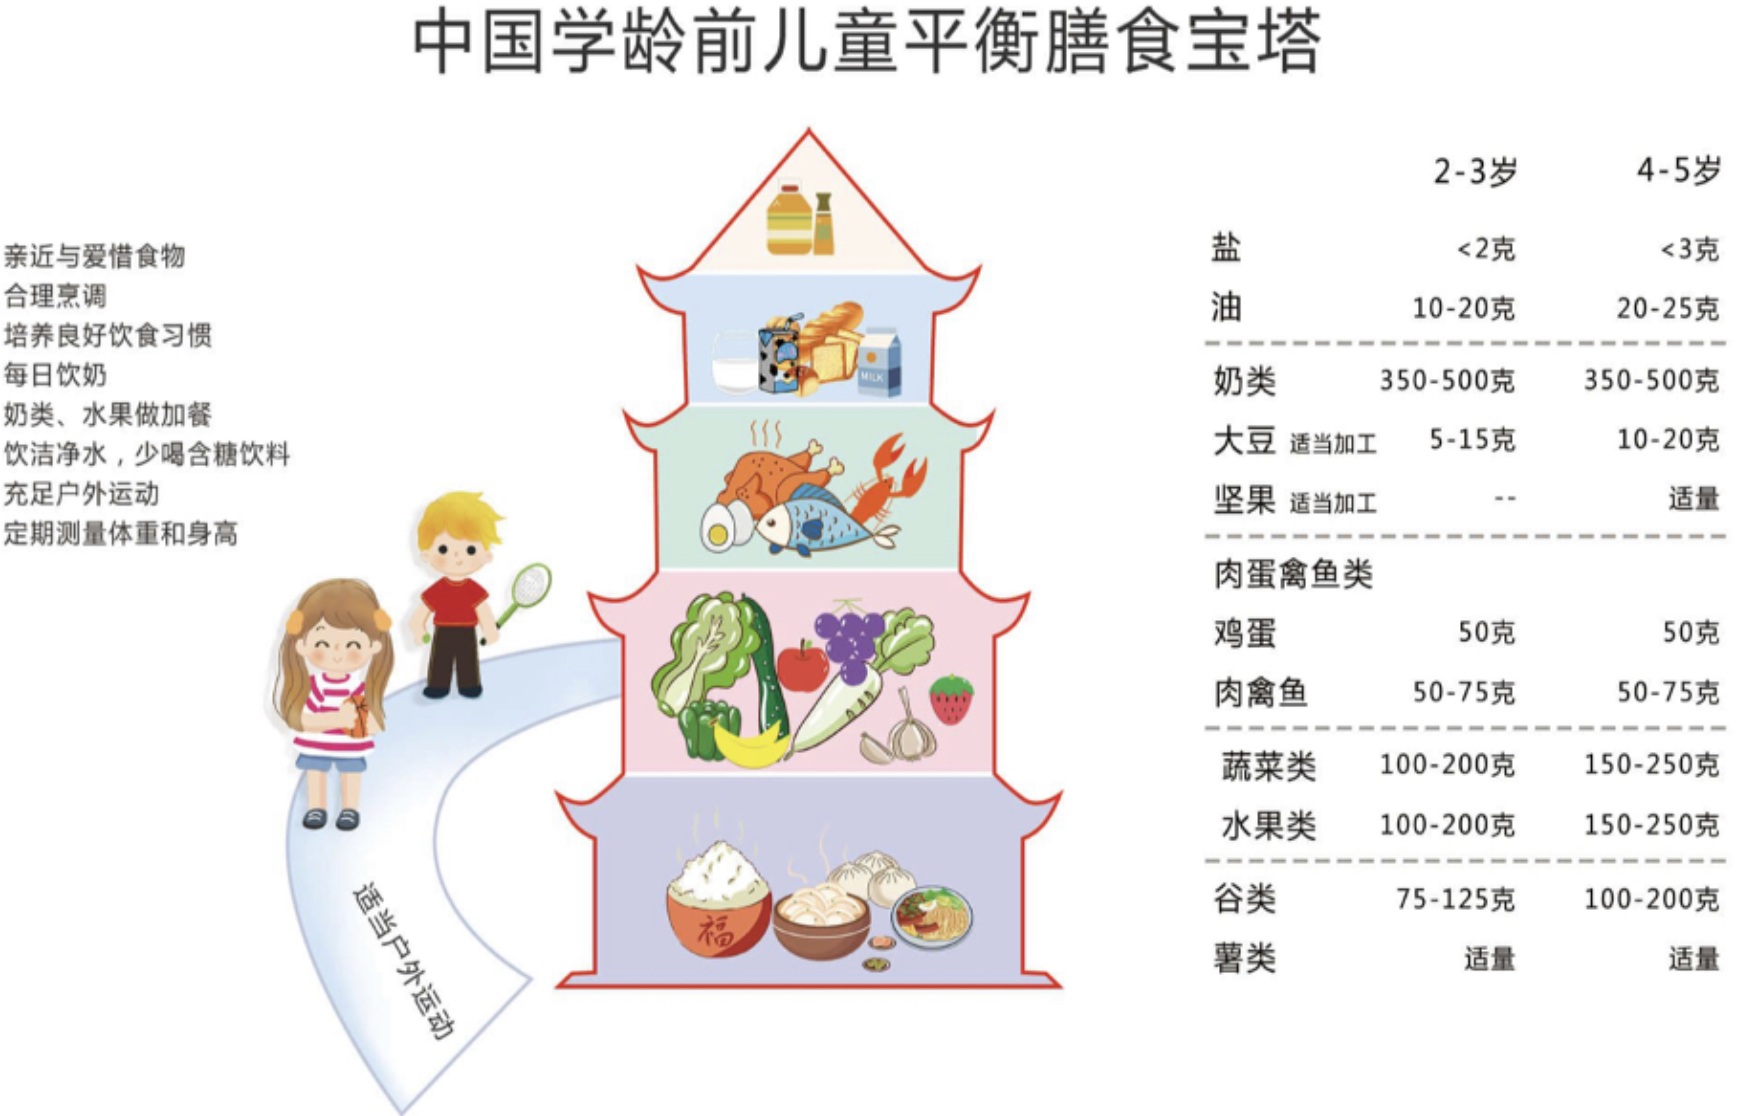 中国学龄前儿童平衡膳食宝塔
亲近与爱惜食物
合理烹调
培养良好饮食习惯
每日饮奶
奶类、水果做加餐
饮洁净水，少喝含糖饮料
充足户外运动
定期测量体重和身高
适当户外运动
MILK
福
2-3岁 4-5岁
盐 <2克 <3克
油 10-20克 20-25克
奶类 350-500克 350-500克
大豆 适当加工 5-15克 10-20克
坚果 适当加工 -- 适量
肉蛋禽鱼类
鸡蛋 50克 50克
肉禽鱼 50-75克 50-75克
蔬菜类 100-200克 150-250克
水果类 100-200克 150-250克
谷类 75-125克 100-200克
薯类 适量 适量